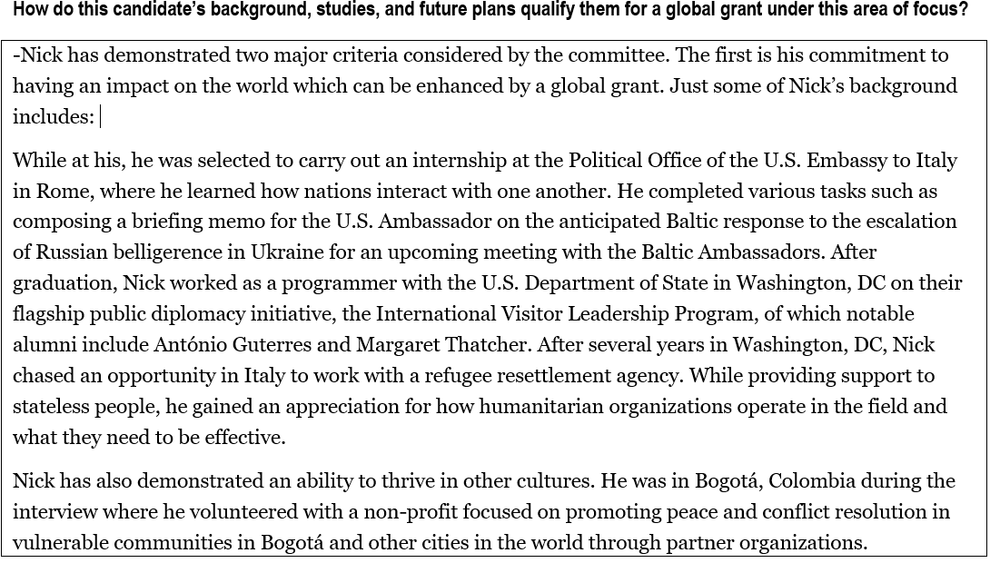 How do this candidate’s background, studies, and future plans qualify them for a global grant under this area of focus?
-Nick has demonstrated two major criteria considered by the committee. The first is his commitment to
having an impact on the world which can be enhanced by a global grant. Just some of Nick’s background
includes:
While at his, he was selected to carry out an internship at the Political Office of the U.S. Embassy to Italy
in Rome, where he learned how nations interact with one another. He completed various tasks such as
composing a briefing memo for the U.S. Ambassador on the anticipated Baltic response to the escalation
of Russian belligerence in Ukraine for an upcoming meeting with the Baltic Ambassadors. After
graduation, Nick worked as a programmer with the U.S. Department of State in Washington, DC on their
flagship public diplomacy initiative, the International Visitor Leadership Program, of which notable
alumni include António Guterres and Margaret Thatcher. After several years in Washington, DC, Nick
chased an opportunity in Italy to work with a refugee resettlement agency. While providing support to
stateless people, he gained an appreciation for how humanitarian organizations operate in the field and
what they need to be effective.
Nick has also demonstrated an ability to thrive in other cultures. He was in Bogotá, Colombia during the
interview where he volunteered with a non-profit focused on promoting peace and conflict resolution in
vulnerable communities in Bogotá and other cities in the world through partner organizations.